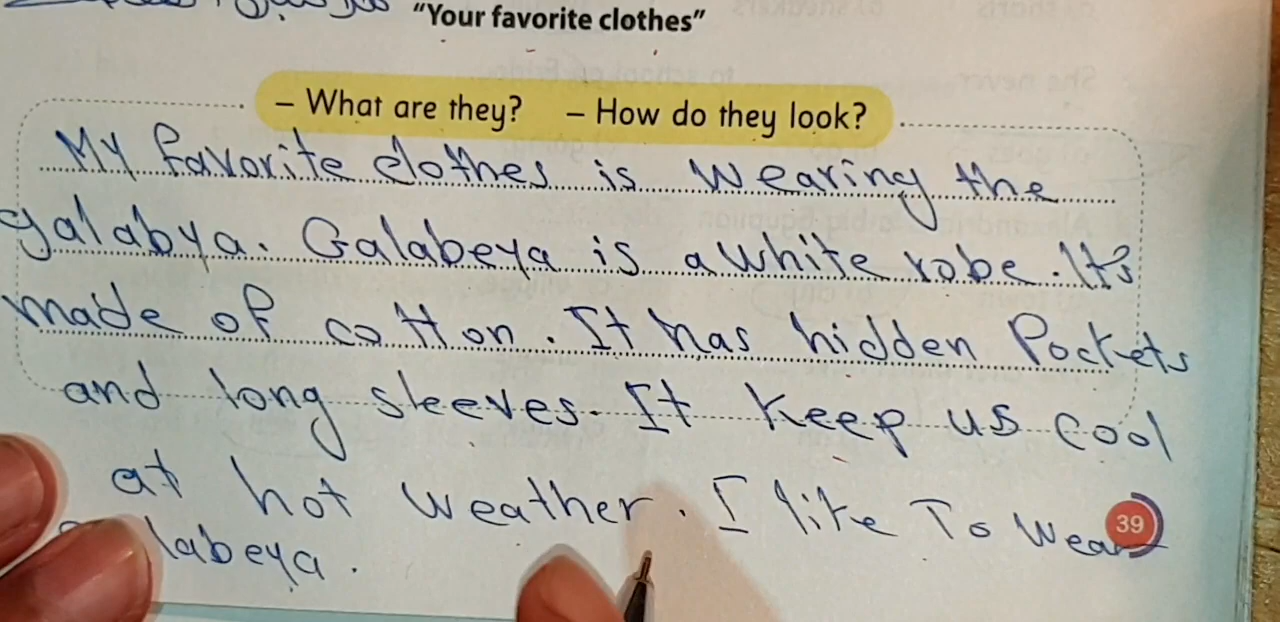 "Your favorite clothes"
– What are they? – How do they look?
My favorite clothes is wearing the
galabya. Galabeya is a white robe. Its
made of cotton. It has hidden Pockets
and long sleeves. It keep us cool
at hot weather. I like To wear
labeya.
39